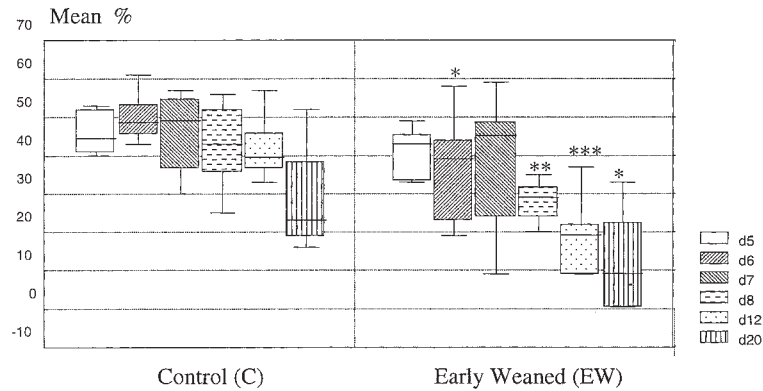 Mean %
70
60
50
40
30
20
10
0
-10
*
**
***
*
d5
d6
d7
d8
d12
d20
Control (C)
Early Weaned (EW)